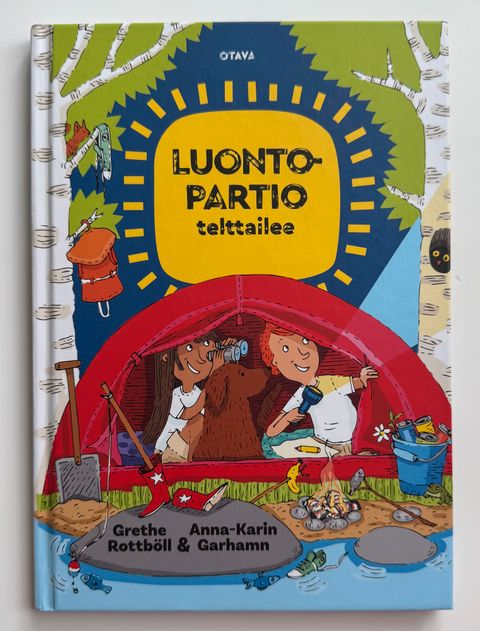 OTAVA
LUONTO-
PARTIO
telttailee
Grethe Anna-Karin
Rottböll & Garhamn